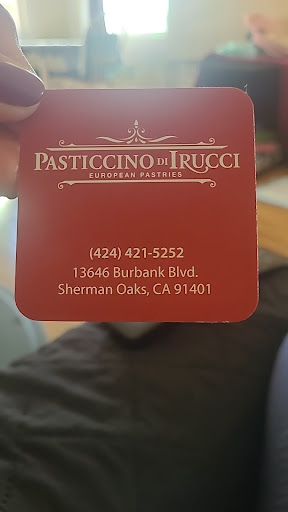 PASTICCINO DI IRUCCI
EUROPEAN PASTRIES
(424) 421-5252
13646 Burbank Blvd.
Sherman Oaks, CA 91401